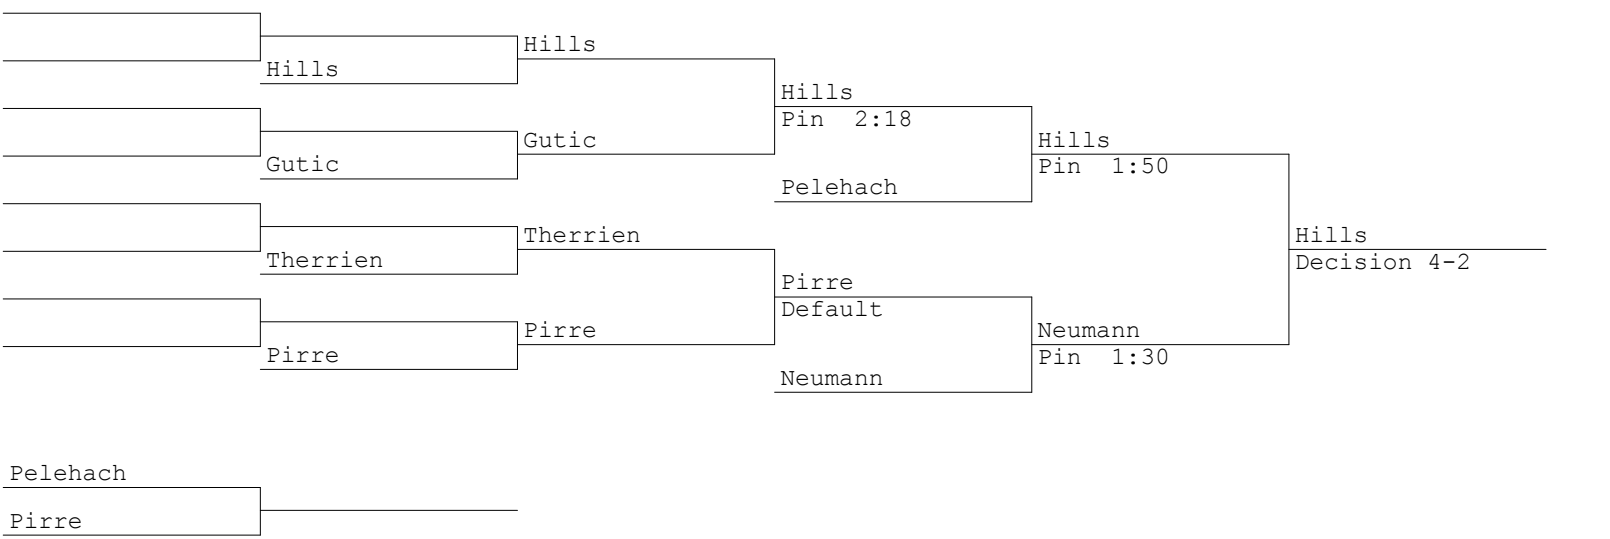 Hills
Hills
Hills
Pin 2:18
Hills
Pin 1:50
Gutic
Gutic
Pelehach
Therrien
Therrien
Hills
Decision 4-2
Pirre
Default
Pirre
Pirre
Neumann
Pin 1:30
Neumann
Pelehach
Pirre